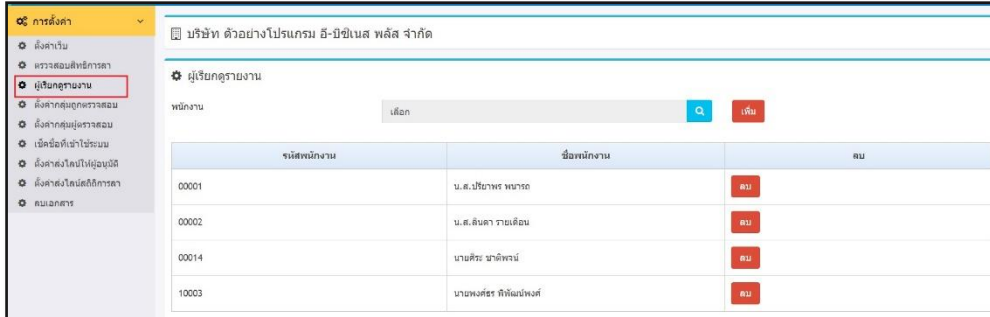 การตั้งค่า
ตั้งค่าเว็บ
ตรวจสอบสิทธิการลา
ผู้เรียกดูรายงาน
ตั้งค่ากลุ่มถูกตรวจสอบ
ตั้งค่ากลุ่มผู้ตรวจสอบ
เช็คชื่อที่เข้าใช้ระบบ
ตั้งค่าส่งไลน์ให้ผู้อนุมัติ
ตั้งค่าส่งไลน์สถิติการลา
ลบเอกสาร
บริษัท ตัวอย่างโปรแกรม อี-บิซิเนส พลัส จำกัด
ผู้เรียกดูรายงาน
พนักงาน เลือก เพิ่ม
รหัสพนักงาน ชื่อพนักงาน ลบ
00001 น.ส.ปรียาพร พนารถ ลบ
00002 น.ส.ลินดา รายเดือน ลบ
00014 นายศิระ ชาติพจน์ ลบ
10003 นายพงศ์ธร พิพัฒน์พงศ์ ลบ